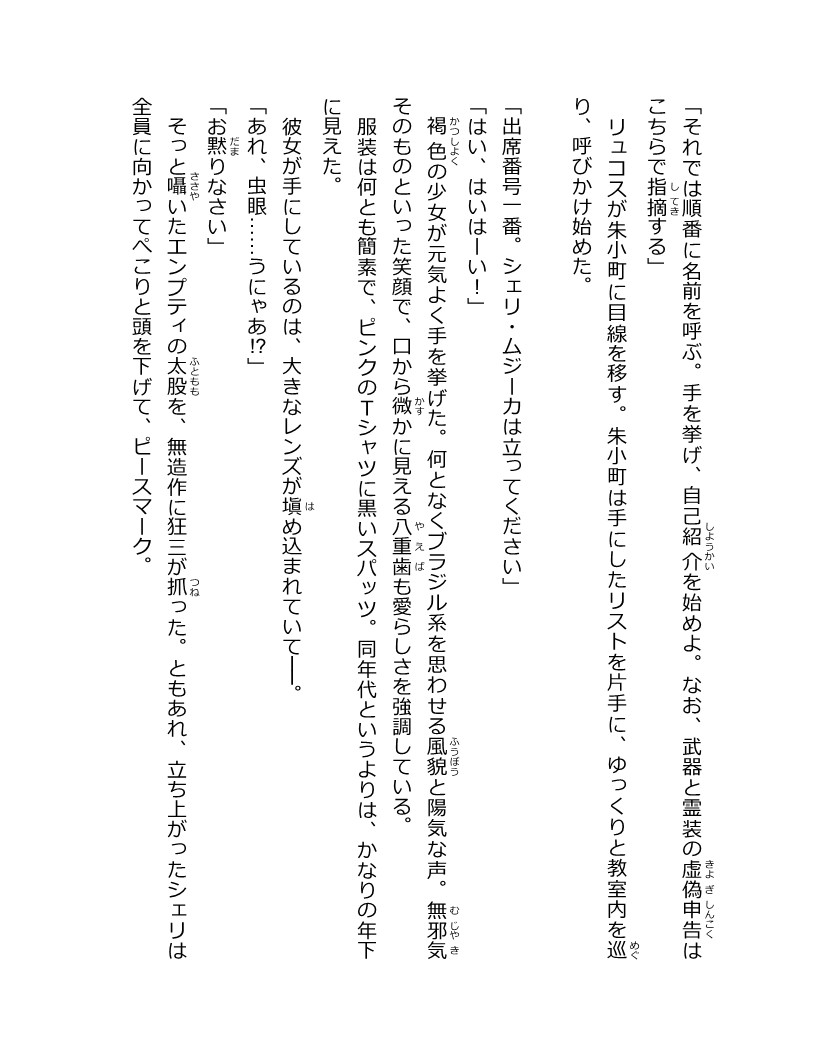 「それでは順番に名前を呼ぶ。手を挙げ、自己紹介を始めよ。なお、武器と霊装の虚偽申告は
こちらで指摘する」
リュコスが朱小町に目線を移す。朱小町は手にしたリストを片手に、ゆっくりと教室内を巡
り、呼びかけ始めた。
「出席番号一番。シェリ・ムジーカは立ってください」
「はい、はいはーい！」
褐色の少女が元気よく手を挙げた。何となくブラジル系を思わせる風貌と陽気な声。無邪気
そのものといった笑顔で、口から微かに見える八重歯も愛らしさを強調している。
服装は何とも簡素で、ピンクのTシャツに黒いスパッツ。同年代というよりは、かなりの年下
に見えた。
彼女が手にしているのは、大きなレンズが塡め込まれていて──。
「あれ、虫眼……うにゃあ!?」
「お黙りなさい」
そっと囁いたエンプティの太股を、無造作に狂三が抓った。ともあれ、立ち上がったシェリは
全員に向かってぺこりと頭を下げて、ピースマーク。